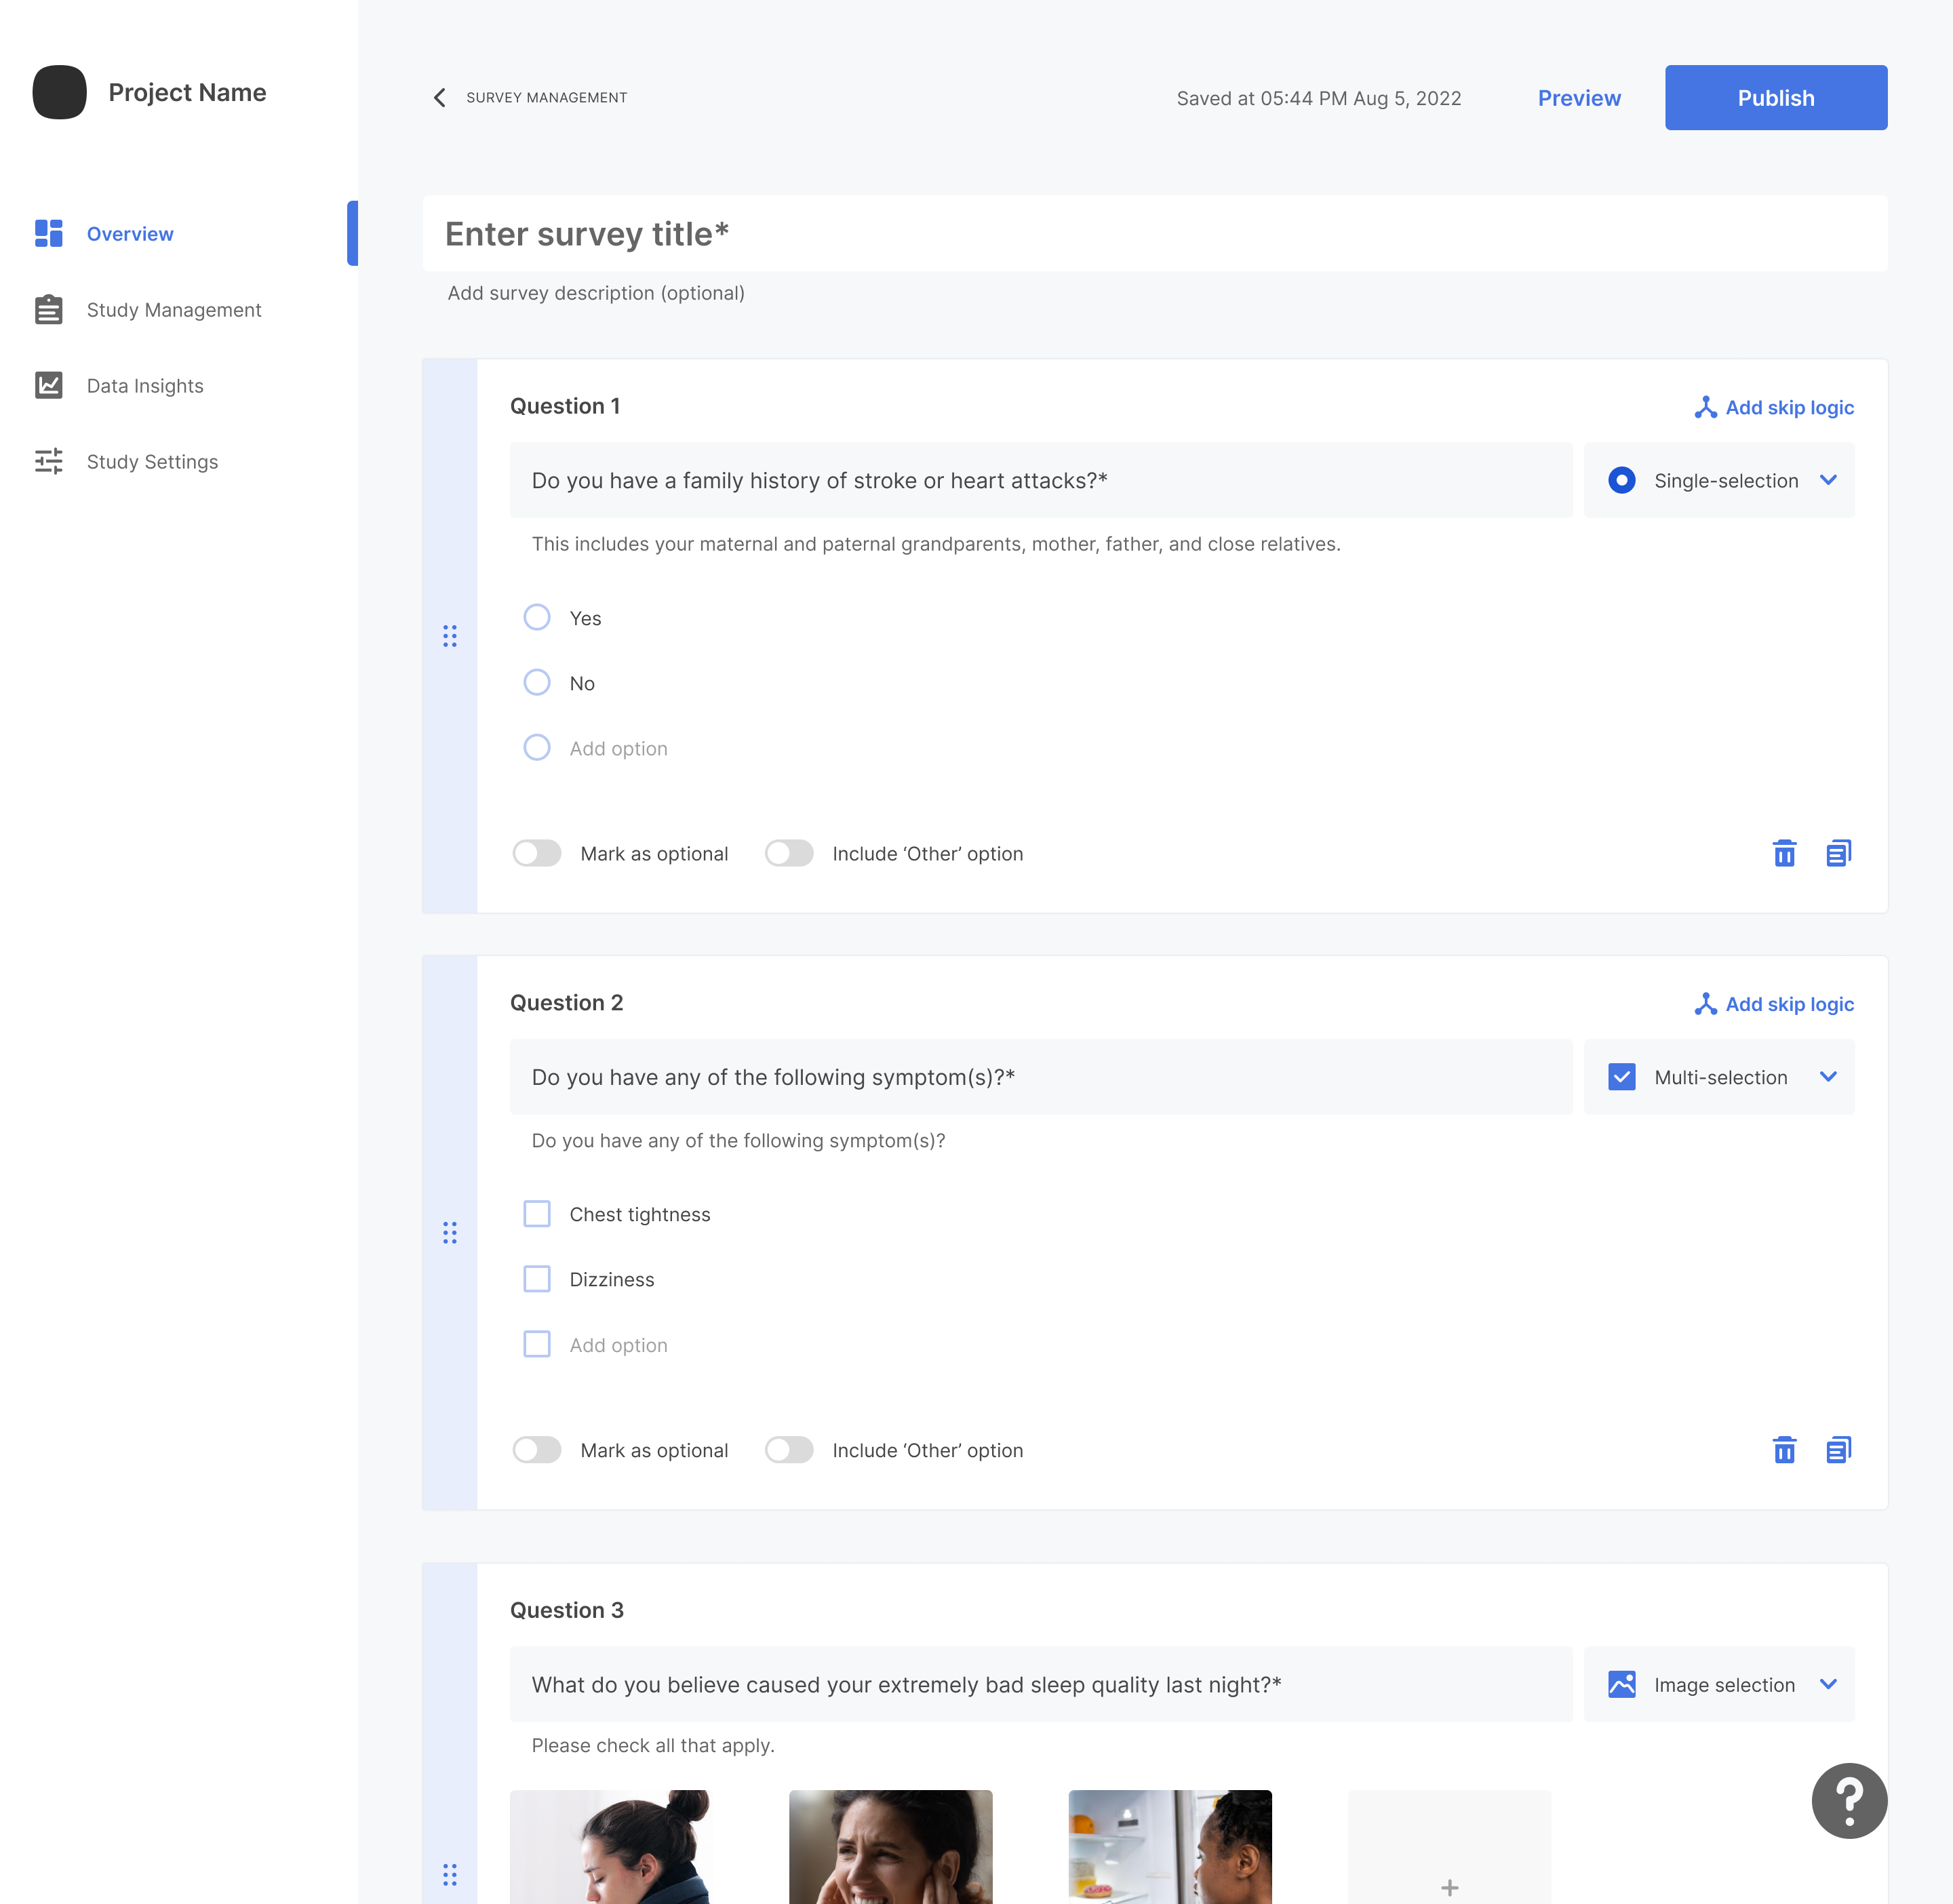 Project Name
SURVEY MANAGEMENT
Saved at 05:44 PM Aug 5, 2022
Preview
Publish
Overview
Study Management
Data Insights
Study Settings
Enter survey title*
Add survey description (optional)
Question 1
Add skip logic
Do you have a family history of stroke or heart attacks?*
Single-selection
This includes your maternal and paternal grandparents, mother, father, and close relatives.
Yes
No
Add option
Mark as optional
Include ‘Other’ option
Question 2
Add skip logic
Do you have any of the following symptom(s)?*
Multi-selection
Do you have any of the following symptom(s)?
Chest tightness
Dizziness
Add option
Mark as optional
Include ‘Other’ option
Question 3
What do you believe caused your extremely bad sleep quality last night?*
Image selection
Please check all that apply.